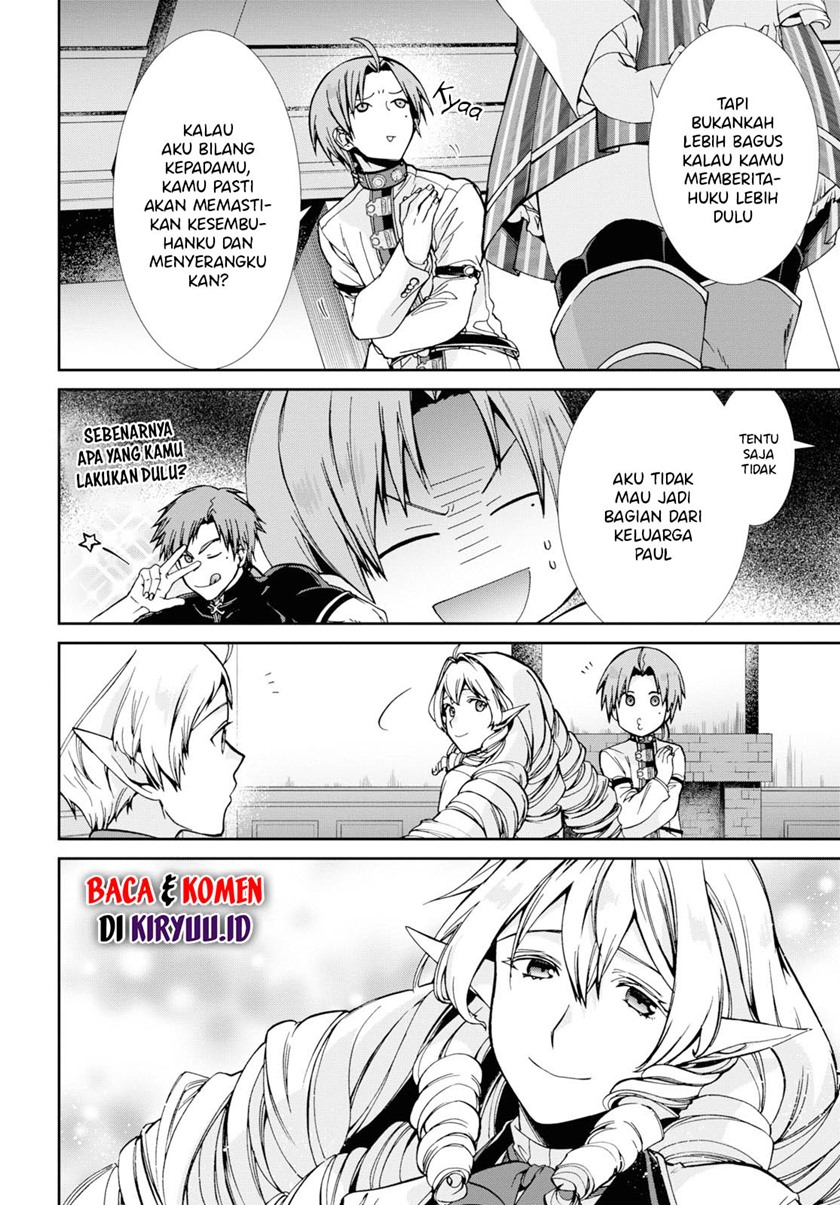 TAPI
BUKANKAH
LEBIH BAGUS
KALAU KAMU
MEMBERITA-
HUKU LEBIH
DULU
Kyaa
KALAU
AKU BILANG
KEPADAMU,
KAMU PASTI
AKAN MEMASTI-
KAN KESEMBU-
HANKU DAN
MENYERANGKU
KAN?
TENTU
SAJA
TIDAK
AKU TIDAK
MAU JADI
BAGIAN DARI
KELUARGA
PAUL
SEBENARNYA
APA YANG KAMU
LAKUKAN DULU?
BACA & KOMEN
DI KIRYUU.ID